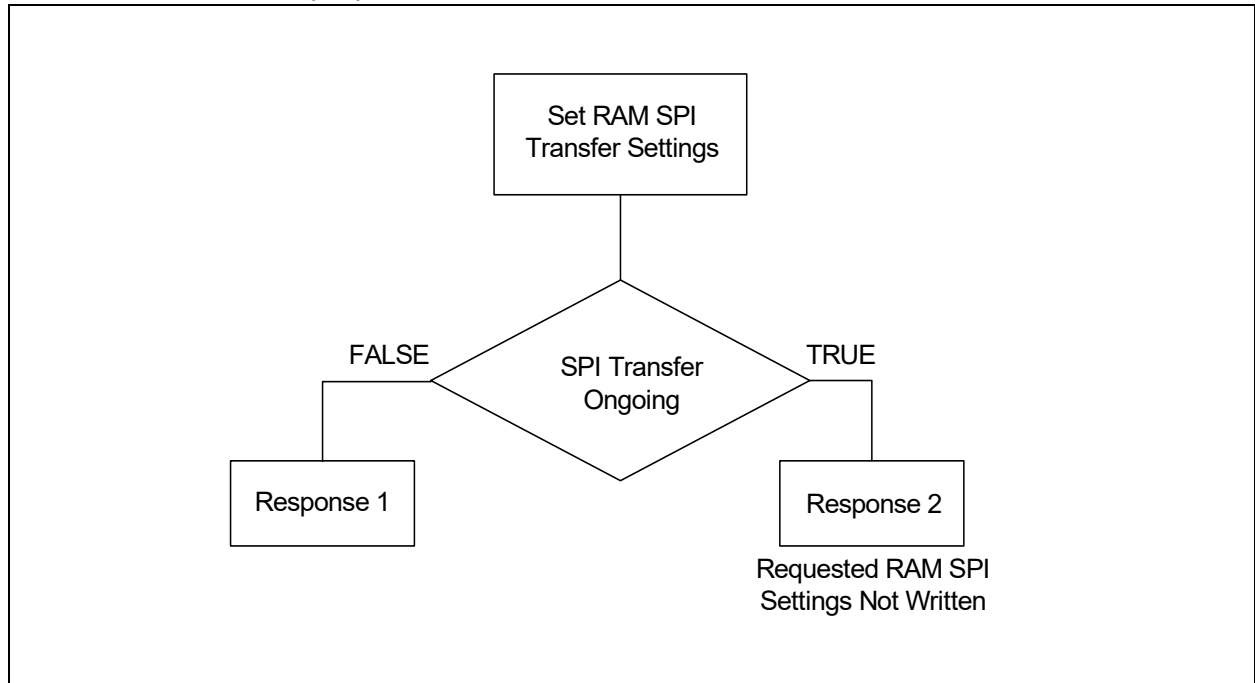 Set RAM SPI
Transfer Settings
FALSE
TRUE
SPI Transfer
Ongoing
Response 1
Response 2
Requested RAM SPI
Settings Not Written